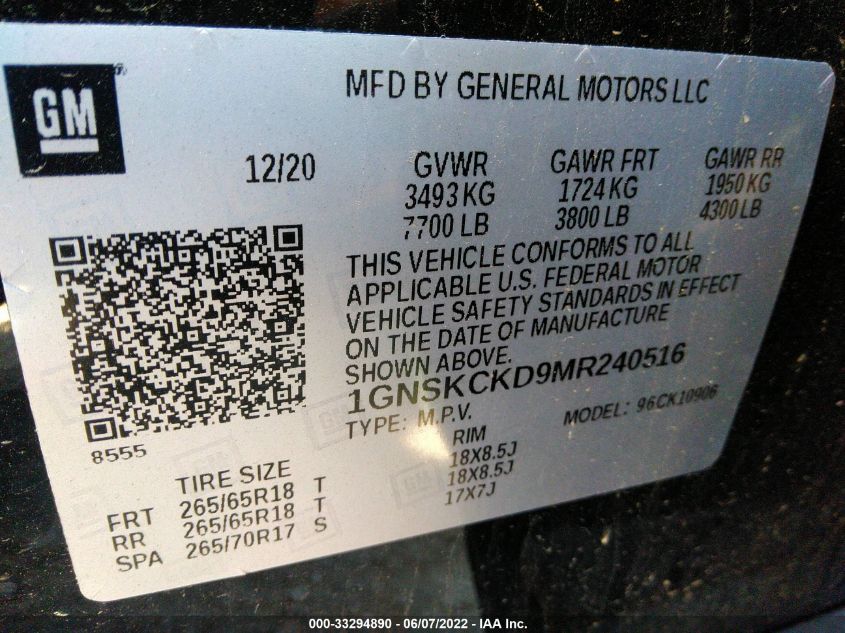 GM
MFD BY GENERAL MOTORS LLC
12/20 GVWR GAWR FRT GAWR RR
3493 KG 1724 KG 1950 KG
7700 LB 3800 LB 4300 LB
THIS VEHICLE CONFORMS TO ALL
APPLICABLE U.S. FEDERAL MOTOR
VEHICLE SAFETY STANDARDS IN EFFECT
ON THE DATE OF MANUFACTURE
SHOWN ABOVE.
1GNSKCKD9MR240516
TYPE: M.P.V. MODEL: 96CK10906
8555
TIRE SIZE RIM
FRT 265/65R18 T 18X8.5J
RR 265/65R18 T 18X8.5J
SPA 265/70R17 S 17X7J
000-33294890 - 06/07/2022 - IAA Inc.